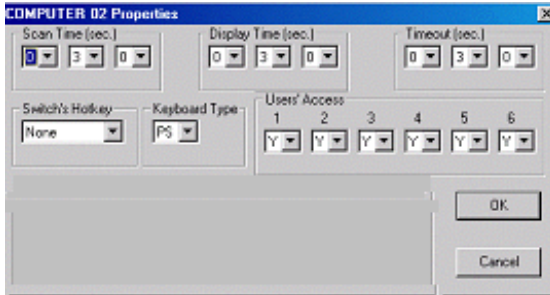 COMPUTER 02 Properties
Scan Time (sec.) Display Time (sec.) Timeout (sec.)
0 3 0 0 3 0 0 3 0
Switch's Hotkey Keyboard Type Users' Access
1 2 3 4 5 6
None PS Y Y Y Y Y Y
OK
Cancel